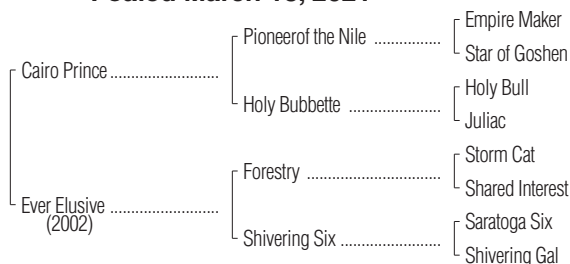 Empire Maker
Pioneerof the Nile ................
Star of Goshen
Cairo Prince ..........................
Holy Bull
Holy Bubbette .......................
Juliac
Storm Cat
Forestry ................................
Shared Interest
Ever Elusive ..........................
(2002)
Saratoga Six
Shivering Six ........................
Shivering Gal